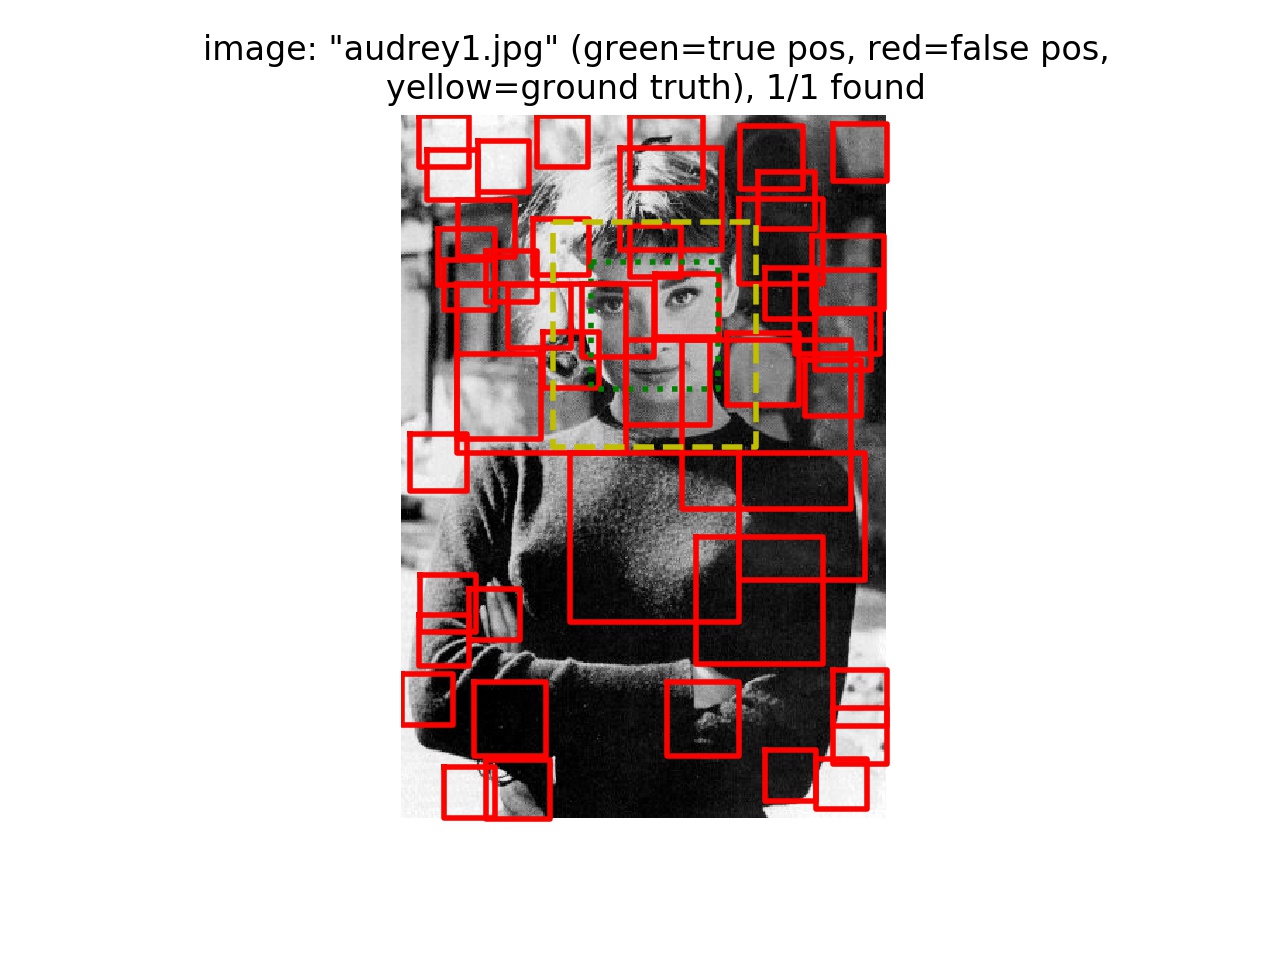 image: "audrey1.jpg" (green=true pos, red=false pos,
yellow=ground truth), 1/1 found